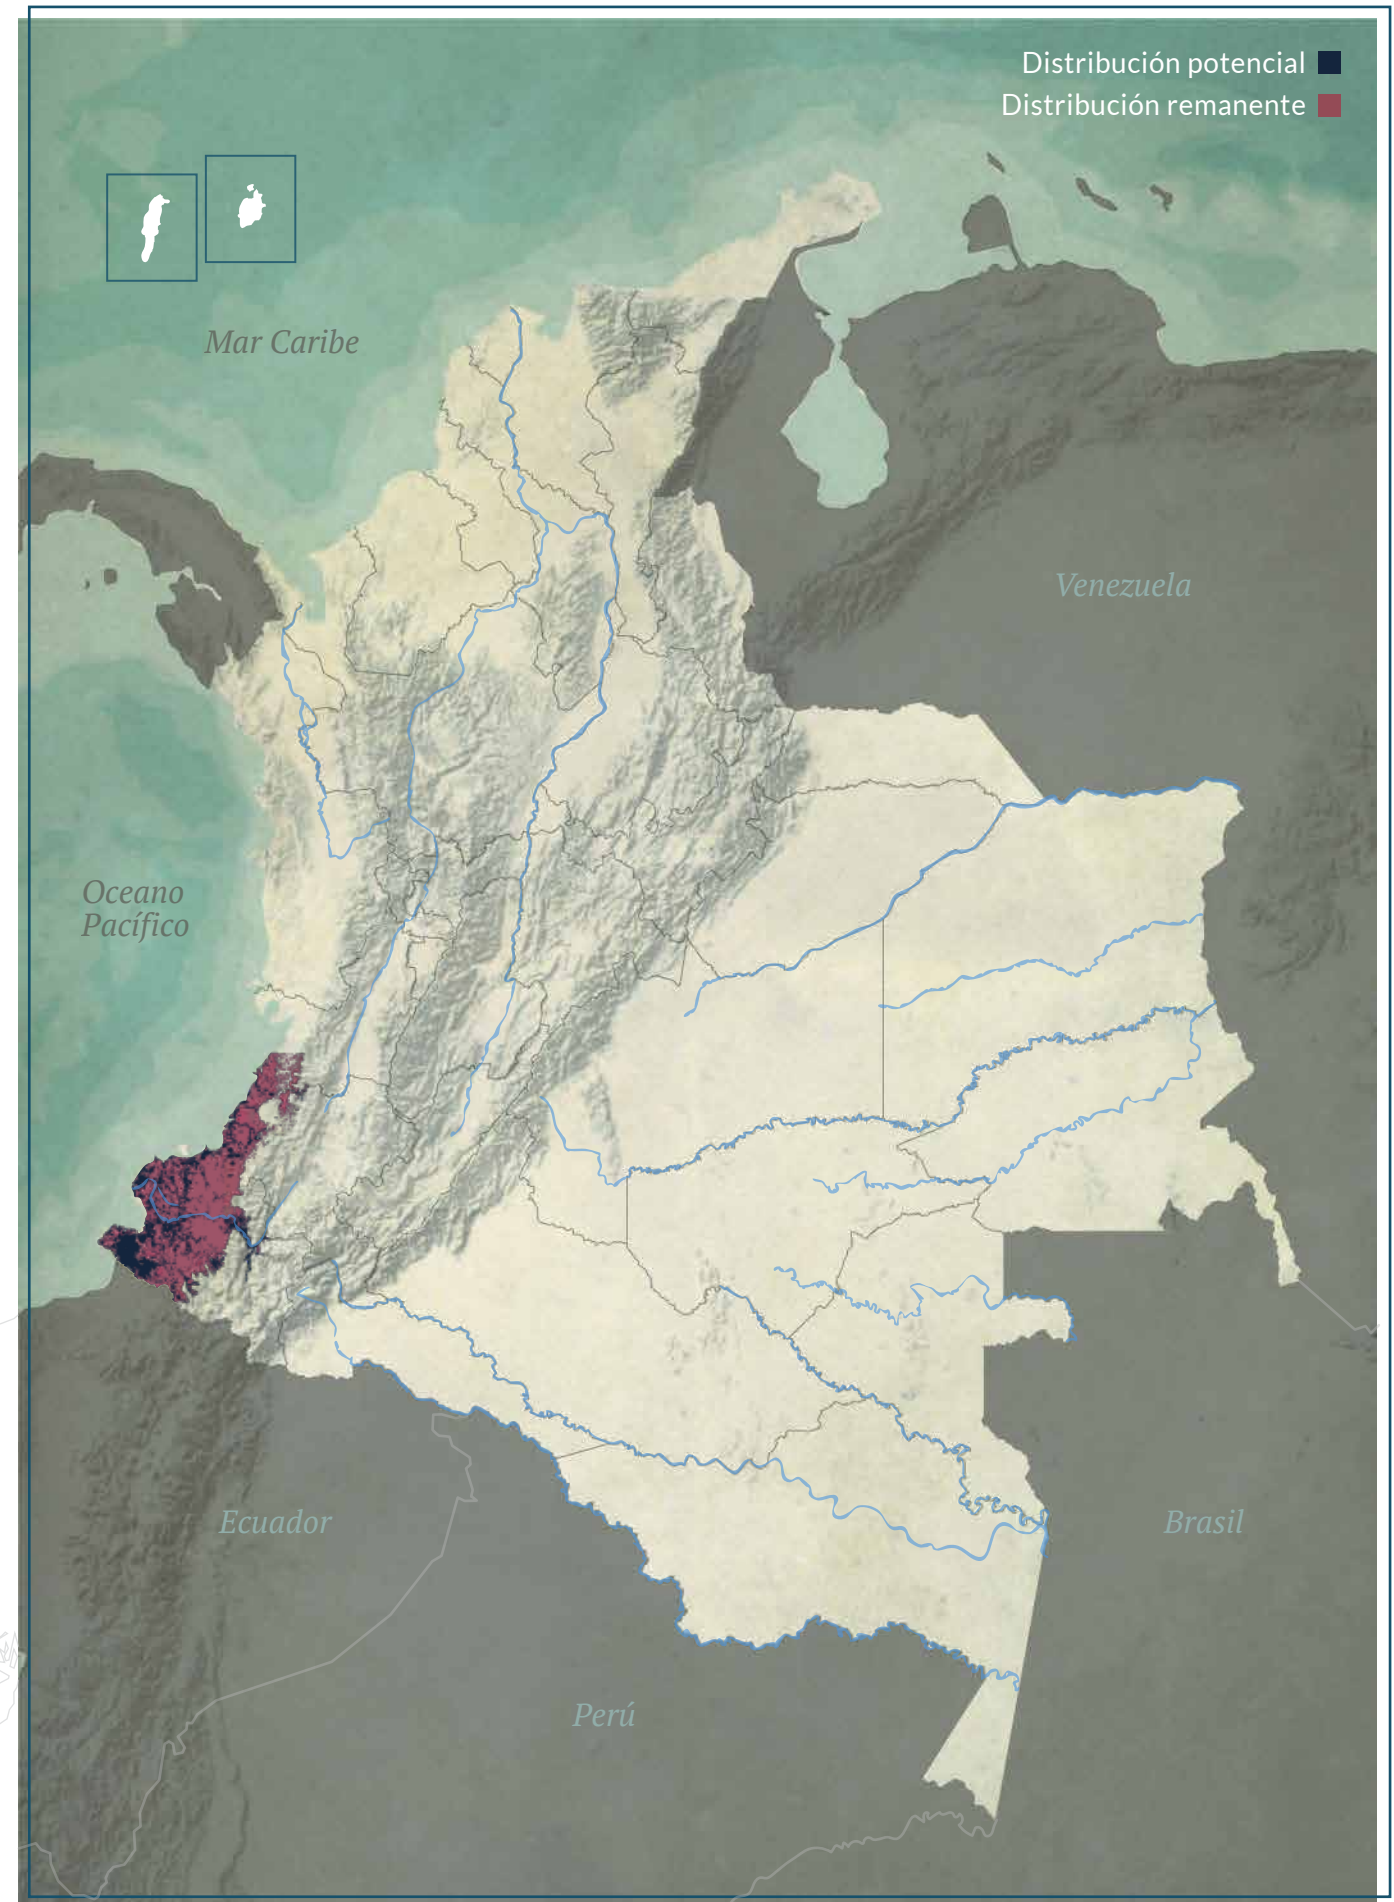 Distribución potencial
Distribución remanente
Mar Caribe
Venezuela
Oceano
Pacífico
Ecuador
Brasil
Perú